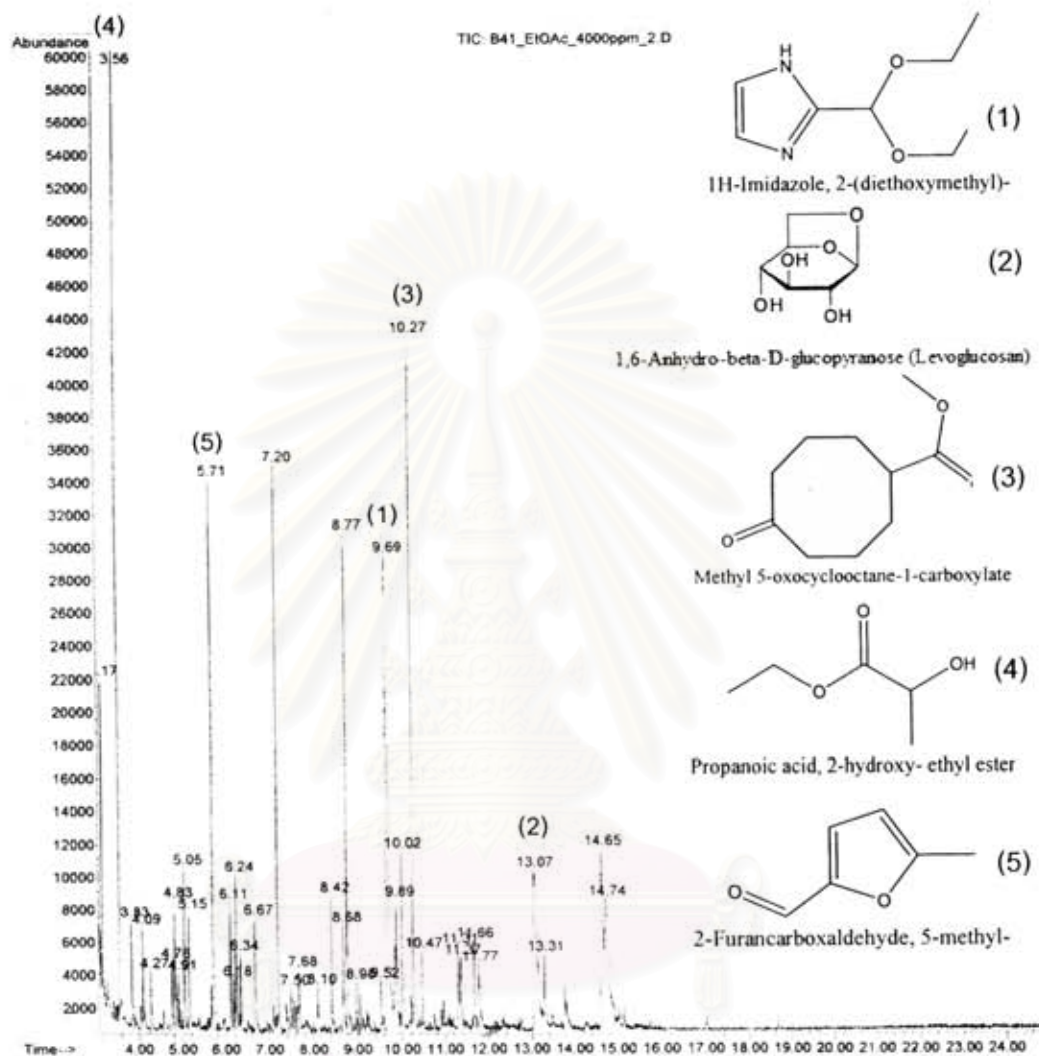 (4)
Abundance
TIC: B41_EtOAc_4000ppm_2.D
60000
3.56
58000
56000
54000
52000
50000
48000
46000
44000
42000
40000
38000
36000
34000
32000
30000
28000
26000
24000
22000
20000
18000
16000
14000
12000
10000
8000
6000
4000
2000
.17
(3)
10.27
(5)
5.71
7.20
8.77
(1)
9.69
5.05
4.83
6.24
6.11
6.67
4.09
4.27
8.42
8.68
10.02
9.89
9.52
10.47
7.68
(2)
13.07
13.31
14.65
14.74
Time-->
4.00 5.00 6.00 7.00 8.00 9.00 10.00 11.00 12.00 13.00 14.00 15.00 16.00 17.00 18.00 19.00 20.00 21.00 22.00 23.00 24.00
H
N
O
N
O
(1)
1H-Imidazole, 2-(diethoxymethyl)-
O
O
OH
OH
OH
(2)
1,6-Anhydro-beta-D-glucopyranose (Levoglucosan)
O
O
(3)
Methyl 5-oxocyclooctane-1-carboxylate
O
OH
O
(4)
Propanoic acid, 2-hydroxy- ethyl ester
O
O
(5)
2-Furancarboxaldehyde, 5-methyl-